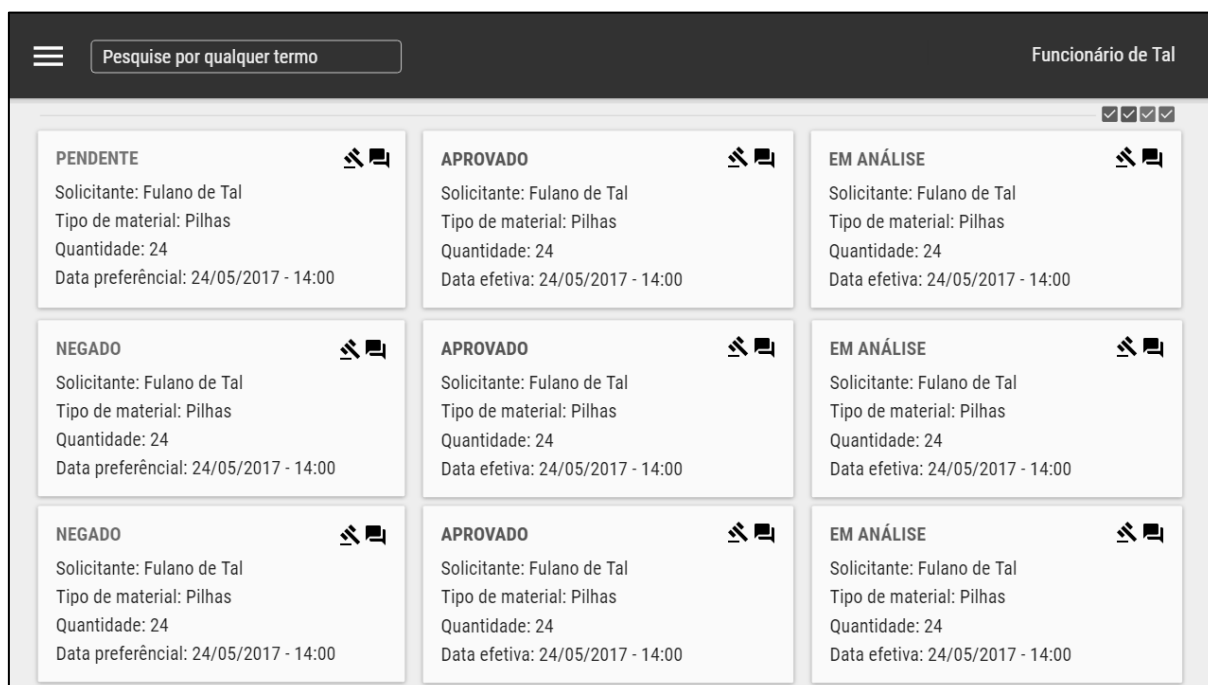 Pesquise por qualquer termo
Funcionário de Tal
PENDENTE
Solicitante: Fulano de Tal
Tipo de material: Pilhas
Quantidade: 24
Data preferêncial: 24/05/2017 - 14:00
APROVADO
Solicitante: Fulano de Tal
Tipo de material: Pilhas
Quantidade: 24
Data efetiva: 24/05/2017 - 14:00
EM ANÁLISE
Solicitante: Fulano de Tal
Tipo de material: Pilhas
Quantidade: 24
Data efetiva: 24/05/2017 - 14:00
NEGADO
Solicitante: Fulano de Tal
Tipo de material: Pilhas
Quantidade: 24
Data preferêncial: 24/05/2017 - 14:00
APROVADO
Solicitante: Fulano de Tal
Tipo de material: Pilhas
Quantidade: 24
Data efetiva: 24/05/2017 - 14:00
EM ANÁLISE
Solicitante: Fulano de Tal
Tipo de material: Pilhas
Quantidade: 24
Data efetiva: 24/05/2017 - 14:00
NEGADO
Solicitante: Fulano de Tal
Tipo de material: Pilhas
Quantidade: 24
Data preferêncial: 24/05/2017 - 14:00
APROVADO
Solicitante: Fulano de Tal
Tipo de material: Pilhas
Quantidade: 24
Data efetiva: 24/05/2017 - 14:00
EM ANÁLISE
Solicitante: Fulano de Tal
Tipo de material: Pilhas
Quantidade: 24
Data efetiva: 24/05/2017 - 14:00